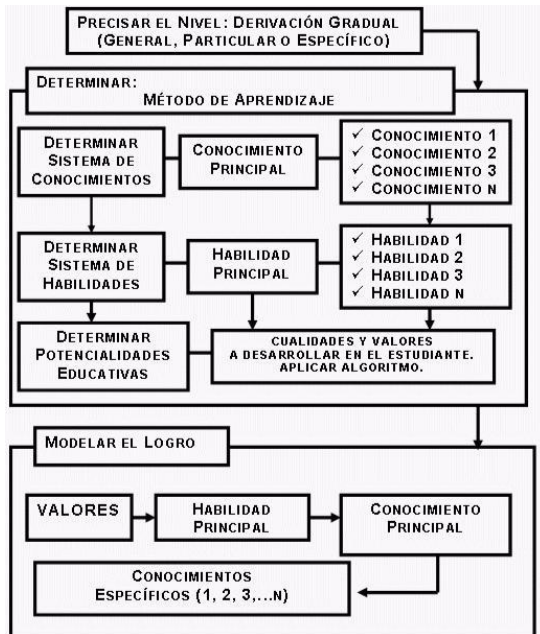 PRECISAR EL NIVEL: DERIVACIÓN GRADUAL
(GENERAL, PARTICULAR O ESPECÍFICO)
DETERMINAR:
MÉTODO DE APRENDIZAJE
DETERMINAR
SISTEMA DE
CONOCIMIENTOS
CONOCIMIENTO
PRINCIPAL
✓ CONOCIMIENTO 1
✓ CONOCIMIENTO 2
✓ CONOCIMIENTO 3
✓ CONOCIMIENTO N
DETERMINAR
SISTEMA DE
HABILIDADES
HABILIDAD
PRINCIPAL
✓ HABILIDAD 1
✓ HABILIDAD 2
✓ HABILIDAD 3
✓ HABILIDAD N
DETERMINAR
POTENCIALIDADES
EDUCATIVAS
CUALIDADES Y VALORES
A DESARROLLAR EN EL ESTUDIANTE.
APLICAR ALGORITMO.
MODELAR EL LOGRO
VALORES
HABILIDAD
PRINCIPAL
CONOCIMIENTO
PRINCIPAL
CONOCIMIENTOS
ESPECÍFICOS (1, 2, 3,...N)